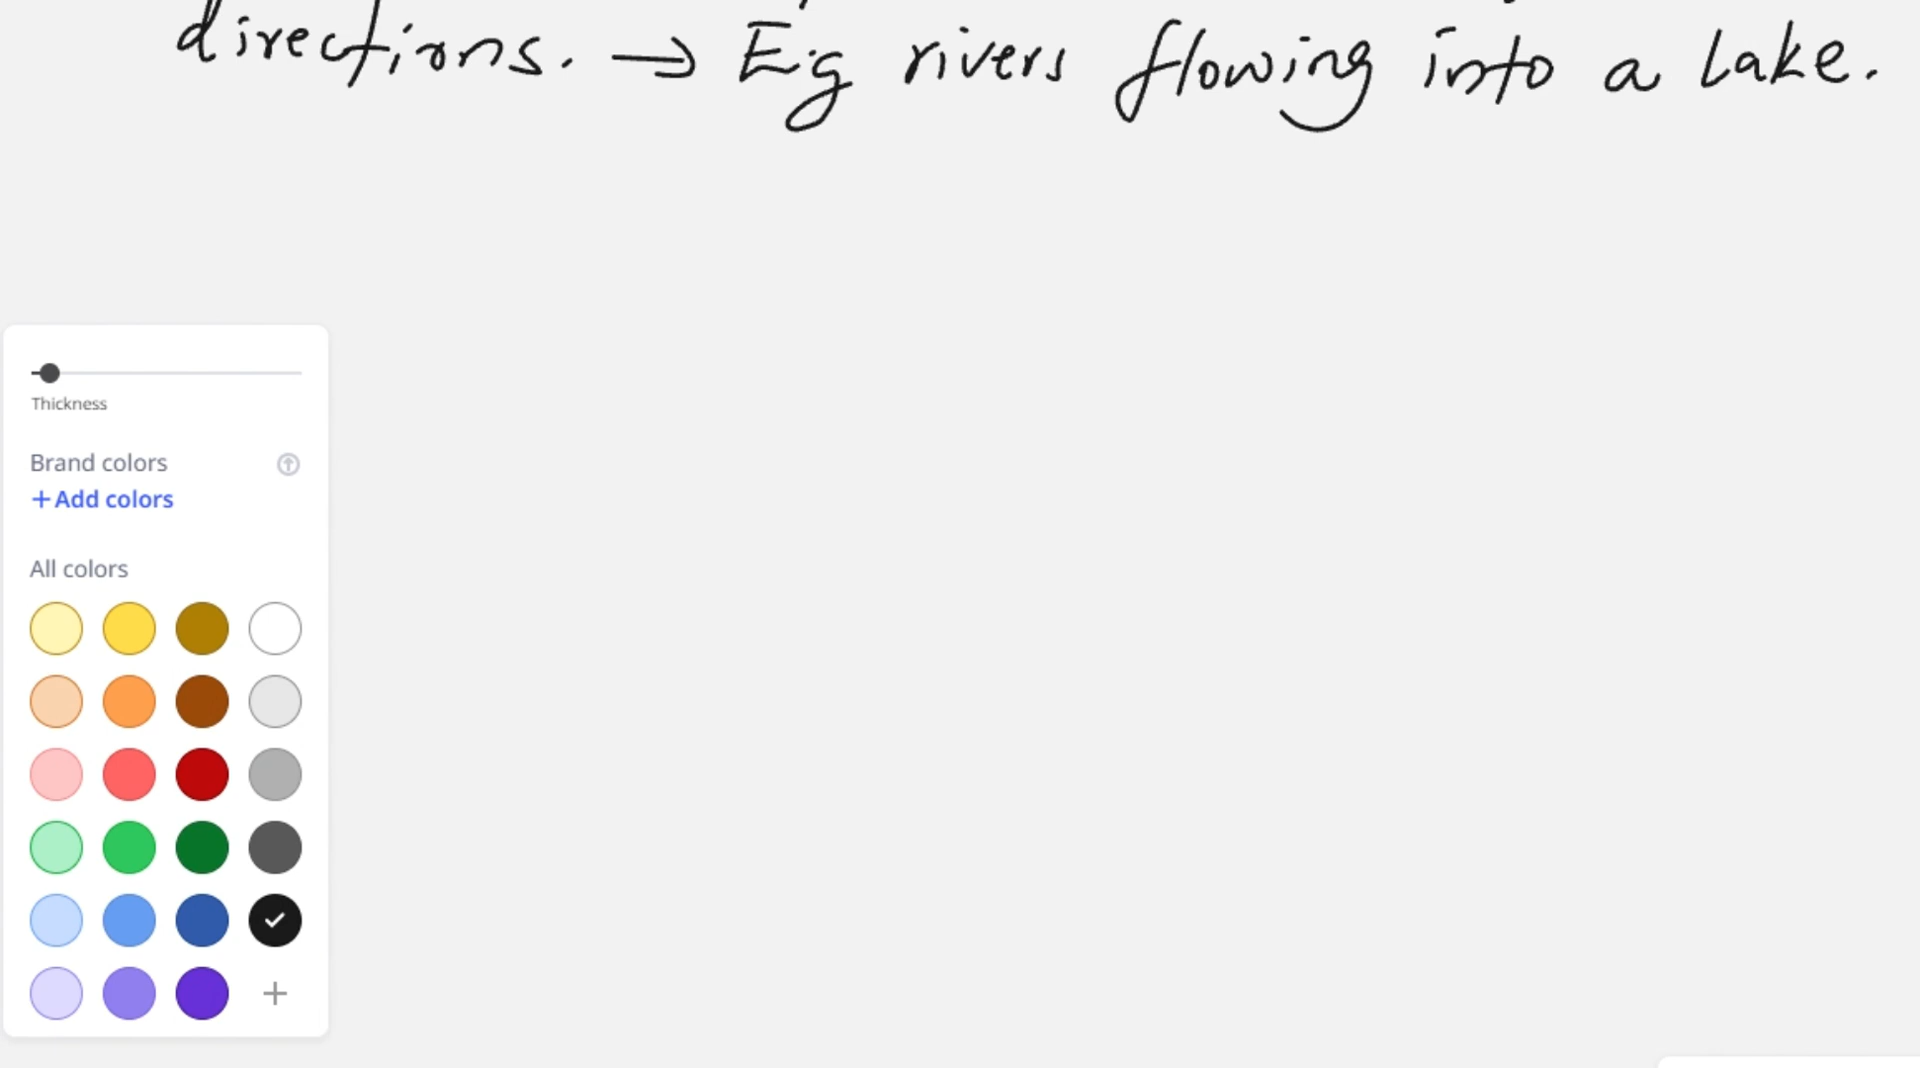 directions. → Eg rivers flowing into a lake.
Thickness
Brand colors
+ Add colors
All colors